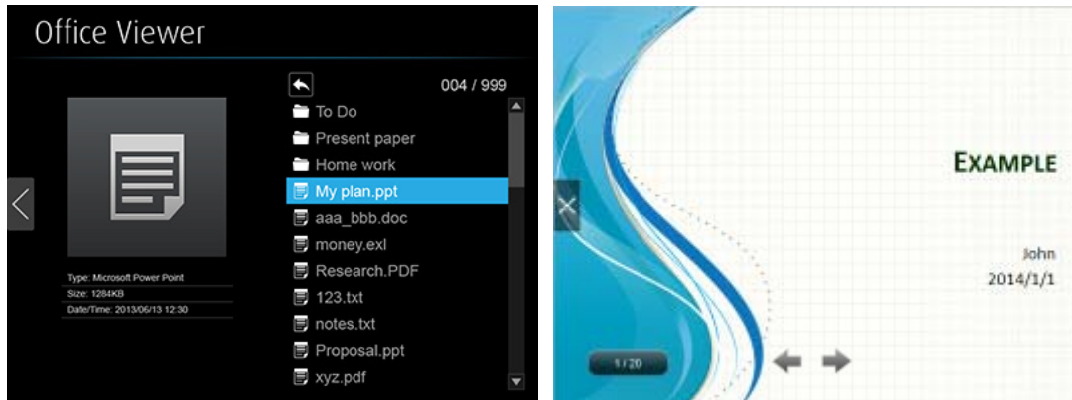 Office Viewer
004 / 999
To Do
Present paper
Home work
My plan.ppt
aaa_bbb.doc
money.exl
Research.PDF
123.txt
notes.txt
Proposal.ppt
xyz.pdf
Type: Microsoft Power Point
Size: 1284KB
Date/Time: 2013/06/13 12:30
EXAMPLE
John
2014/1/1
1 / 20